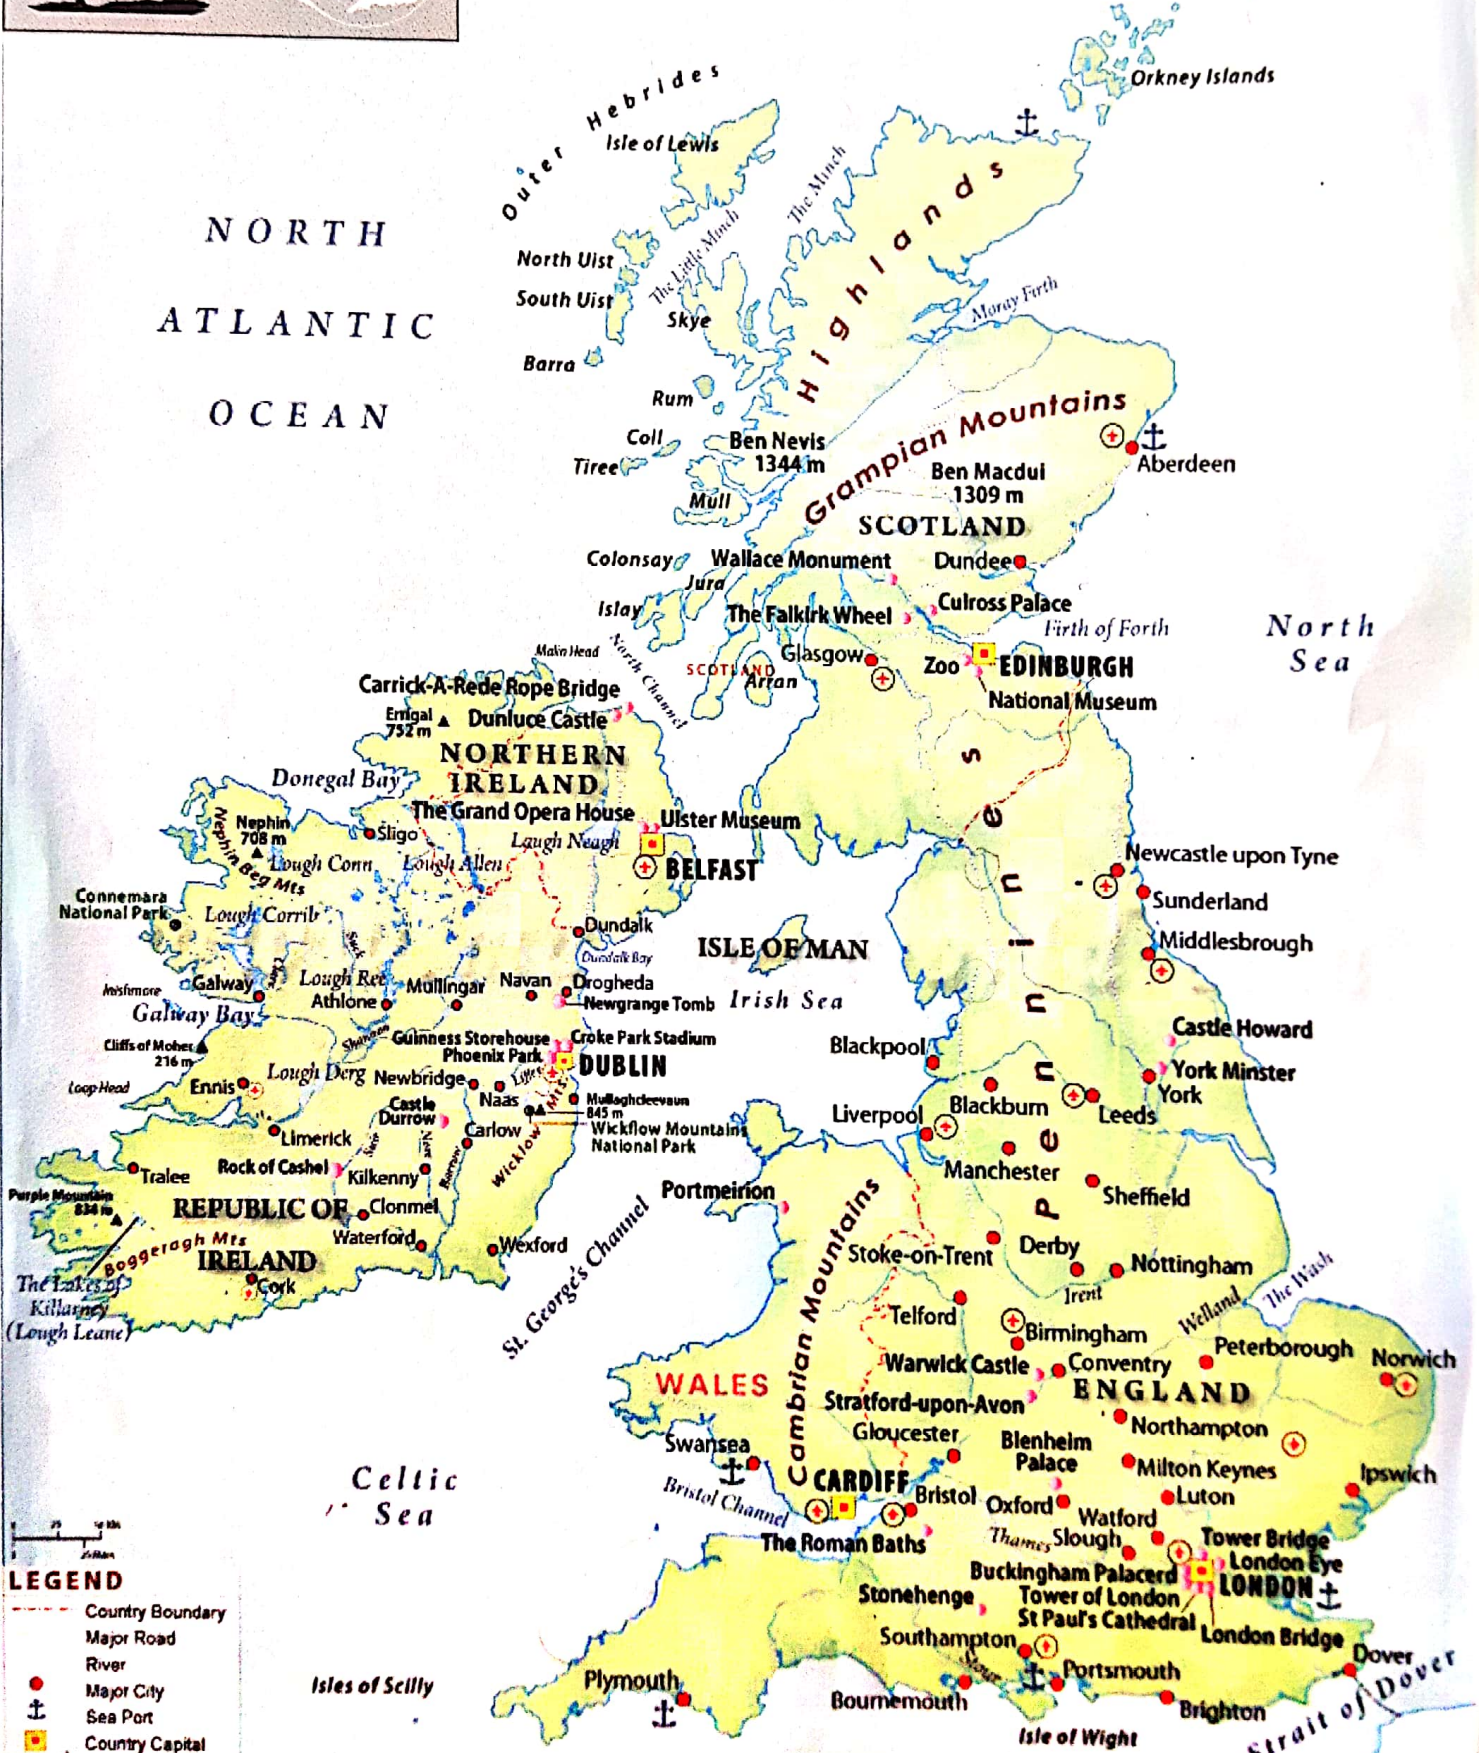 Orkney Islands
Outer Hebrides
Isle of Lewis
The Minch
Highlands
NORTH
ATLANTIC
OCEAN
North Uist
The Little Minch
South Uist
Skye
Moray Firth
Barra
Rum
Grampian Mountains
Coll
Ben Nevis
1344 m
Tiree
Aberdeen
Ben Macdui
1309 m
Mull
SCOTLAND
Colonsay
Wallace Monument
Dundee
Jura
Islay
The Falkirk Wheel
Culross Palace
Firth of Forth
North
Sea
Malin Head
North Channel
SCOTLAND
Arran
Glasgow
Zoo
EDINBURGH
National Museum
Carrick-A-Rede Rope Bridge
Errigal
752 m
Dunluce Castle
NORTHERN
IRELAND
Donegal Bay
The Grand Opera House
Ulster Museum
Nephin
708 m
Nephin Beg Mts
Sligo
Laugh Neagh
Lough Conn
Lough Allen
BELFAST
Pennines
Newcastle upon Tyne
Sunderland
Connemara
National Park
Lough Corrib
Suck
Dundalk
Dundalk Bay
ISLE OF MAN
Middlesbrough
Inishmore
Galway
Lough Ree
Athlone
Mullingar
Navan
Drogheda
Newgrange Tomb
Irish Sea
Galway Bay
Cliffs of Moher
216 m
Shannon
Guinness Storehouse
Croke Park Stadium
Phoenix Park
DUBLIN
Castle Howard
Blackpool
York Minster
York
Loop Head
Ennis
Lough Derg
Newbridge
Naas
Liffey
Mullaghcleevaun
845 m
Wickflow Mountains
National Park
Castle
Durrow
Carlow
Wicklow Mts
Limerick
Suir
Nore
Barrow
Liverpool
Blackburn
Leeds
Manchester
Sheffield
Tralee
Rock of Cashel
Kilkenny
Purple Mountain
834 m
REPUBLIC OF
IRELAND
Clonmel
Waterford
Wexford
Boggeragh Mts
Cork
The Lakes of
Killarney
(Lough Leane)
St. George's Channel
Portmeirion
Cambrian Mountains
Stoke-on-Trent
Derby
Nottingham
Trent
Welland
The Wash
Telford
Birmingham
Peterborough
Norwich
Warwick Castle
Conventry
WALES
ENGLAND
Stratford-upon-Avon
Northampton
Gloucester
Blenheim
Palace
Swansea
Milton Keynes
Ipswich
CARDIFF
Bristol Channel
Bristol
Oxford
Luton
Watford
Celtic
Sea
The Roman Baths
Thames
Slough
Tower Bridge
London Eye
Buckingham Palacerd
LONDON
Stonehenge
Tower of London
St Paul's Cathedral
London Bridge
Southampton
Dover
Stour
Portsmouth
Plymouth
Bournemouth
Brighton
Isle of Wight
Strait of Dover
Isles of Scilly
LEGEND
Country Boundary
Major Road
River
Major City
Sea Port
Country Capital